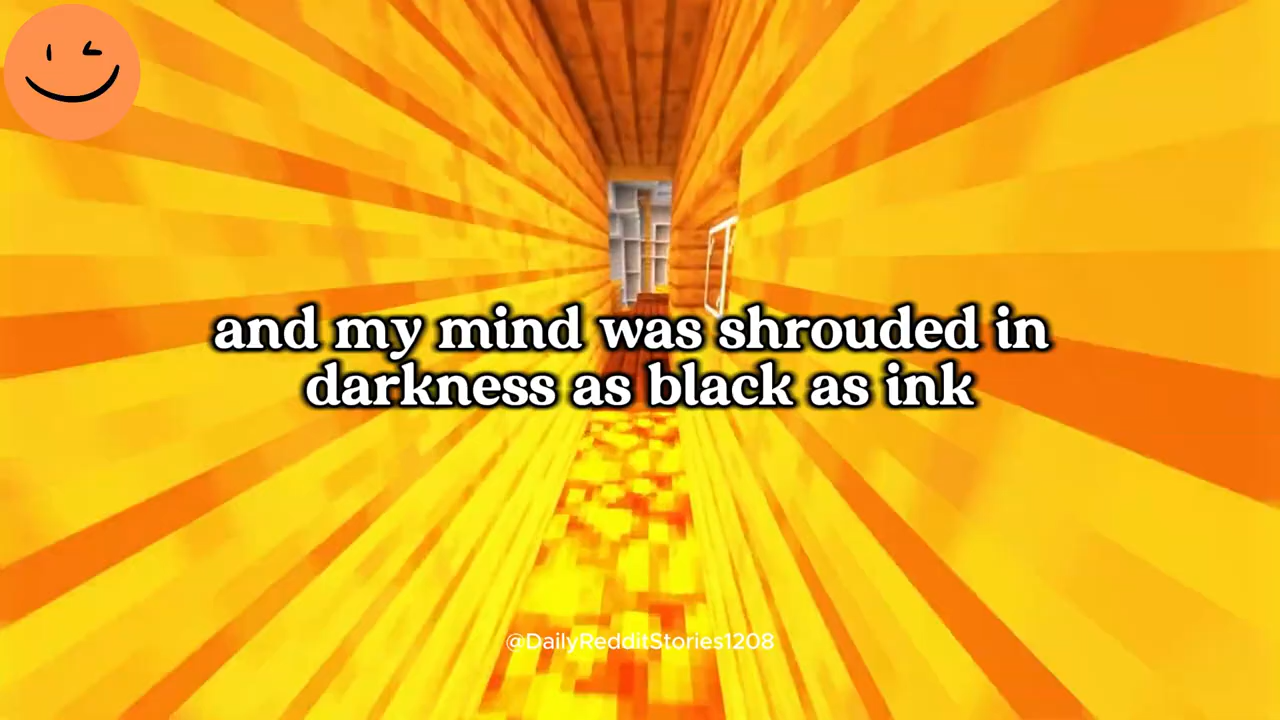 and my mind was shrouded in
darkness as black as ink
@DailyRedditStories1208